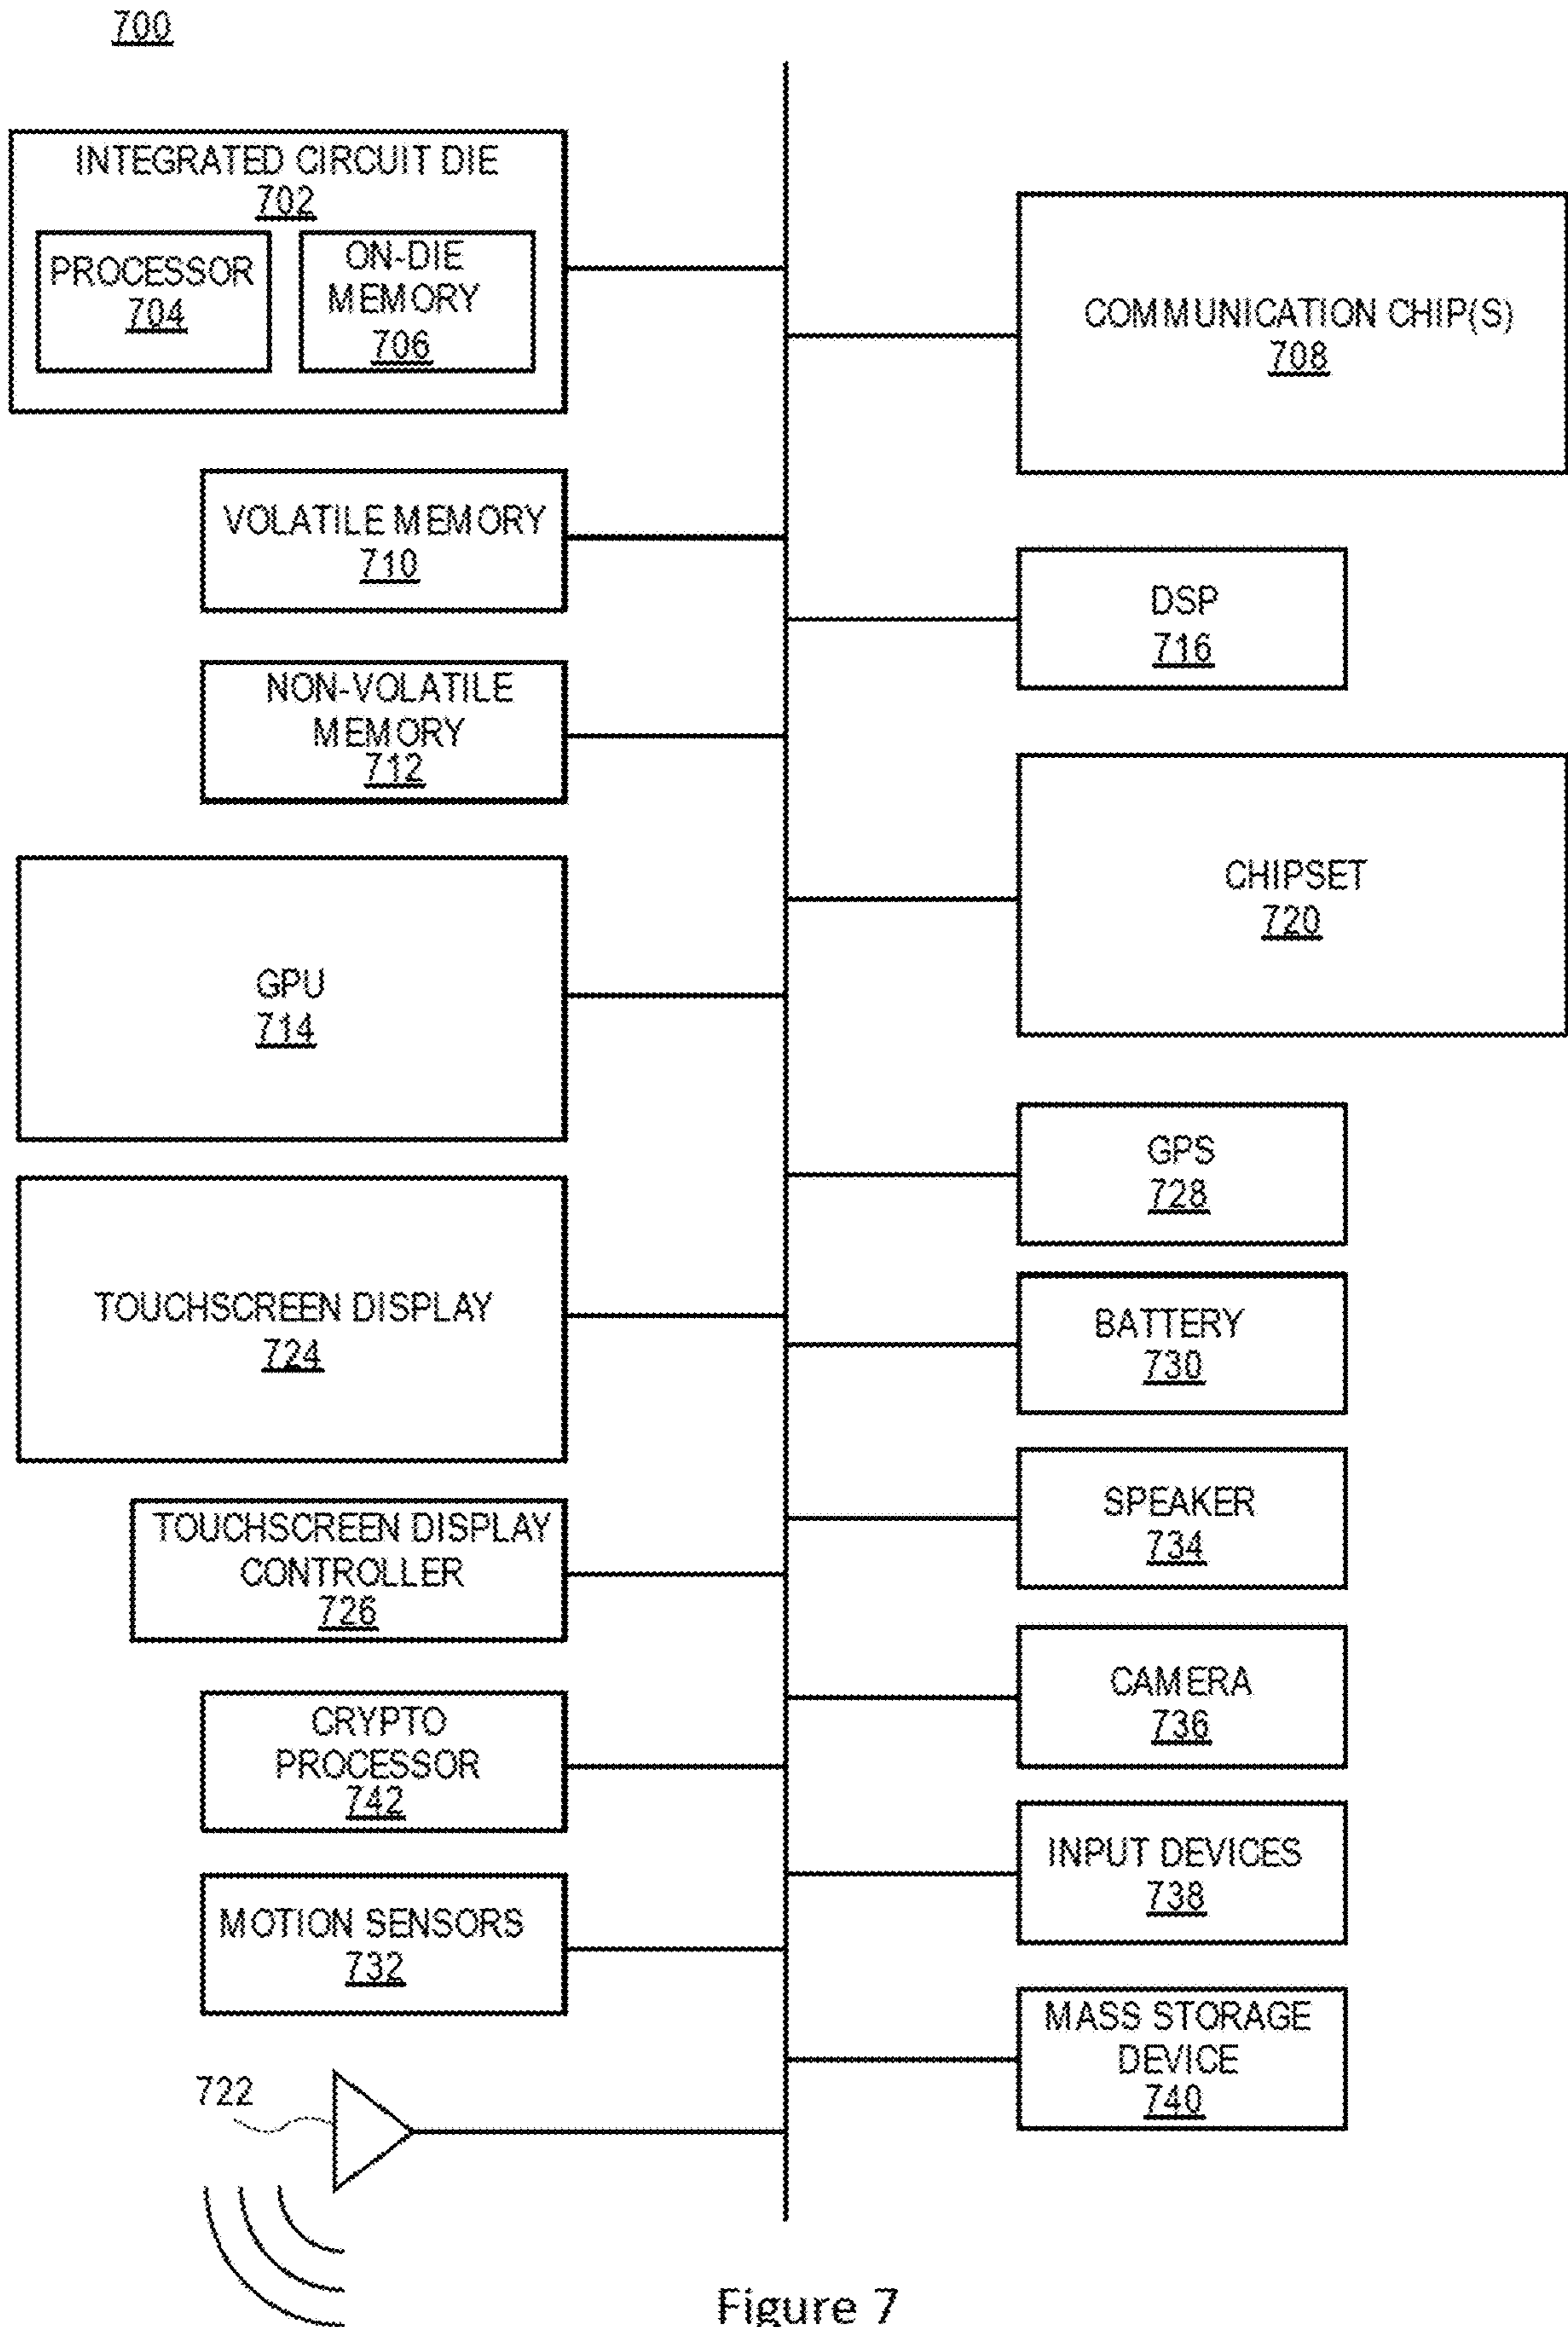 700
INTEGRATED CIRCUIT DIE
702
PROCESSOR
704
ON-DIE
MEMORY
706
COMMUNICATION CHIP(S)
708
VOLATILE MEMORY
710
DSP
716
NON-VOLATILE
MEMORY
712
CHIPSET
720
GPU
714
GPS
728
TOUCHSCREEN DISPLAY
724
BATTERY
730
SPEAKER
734
TOUCHSCREEN DISPLAY
CONTROLLER
726
CAMERA
736
CRYPTO
PROCESSOR
742
INPUT DEVICES
738
MOTION SENSORS
732
MASS STORAGE
DEVICE
740
722
Figure 7